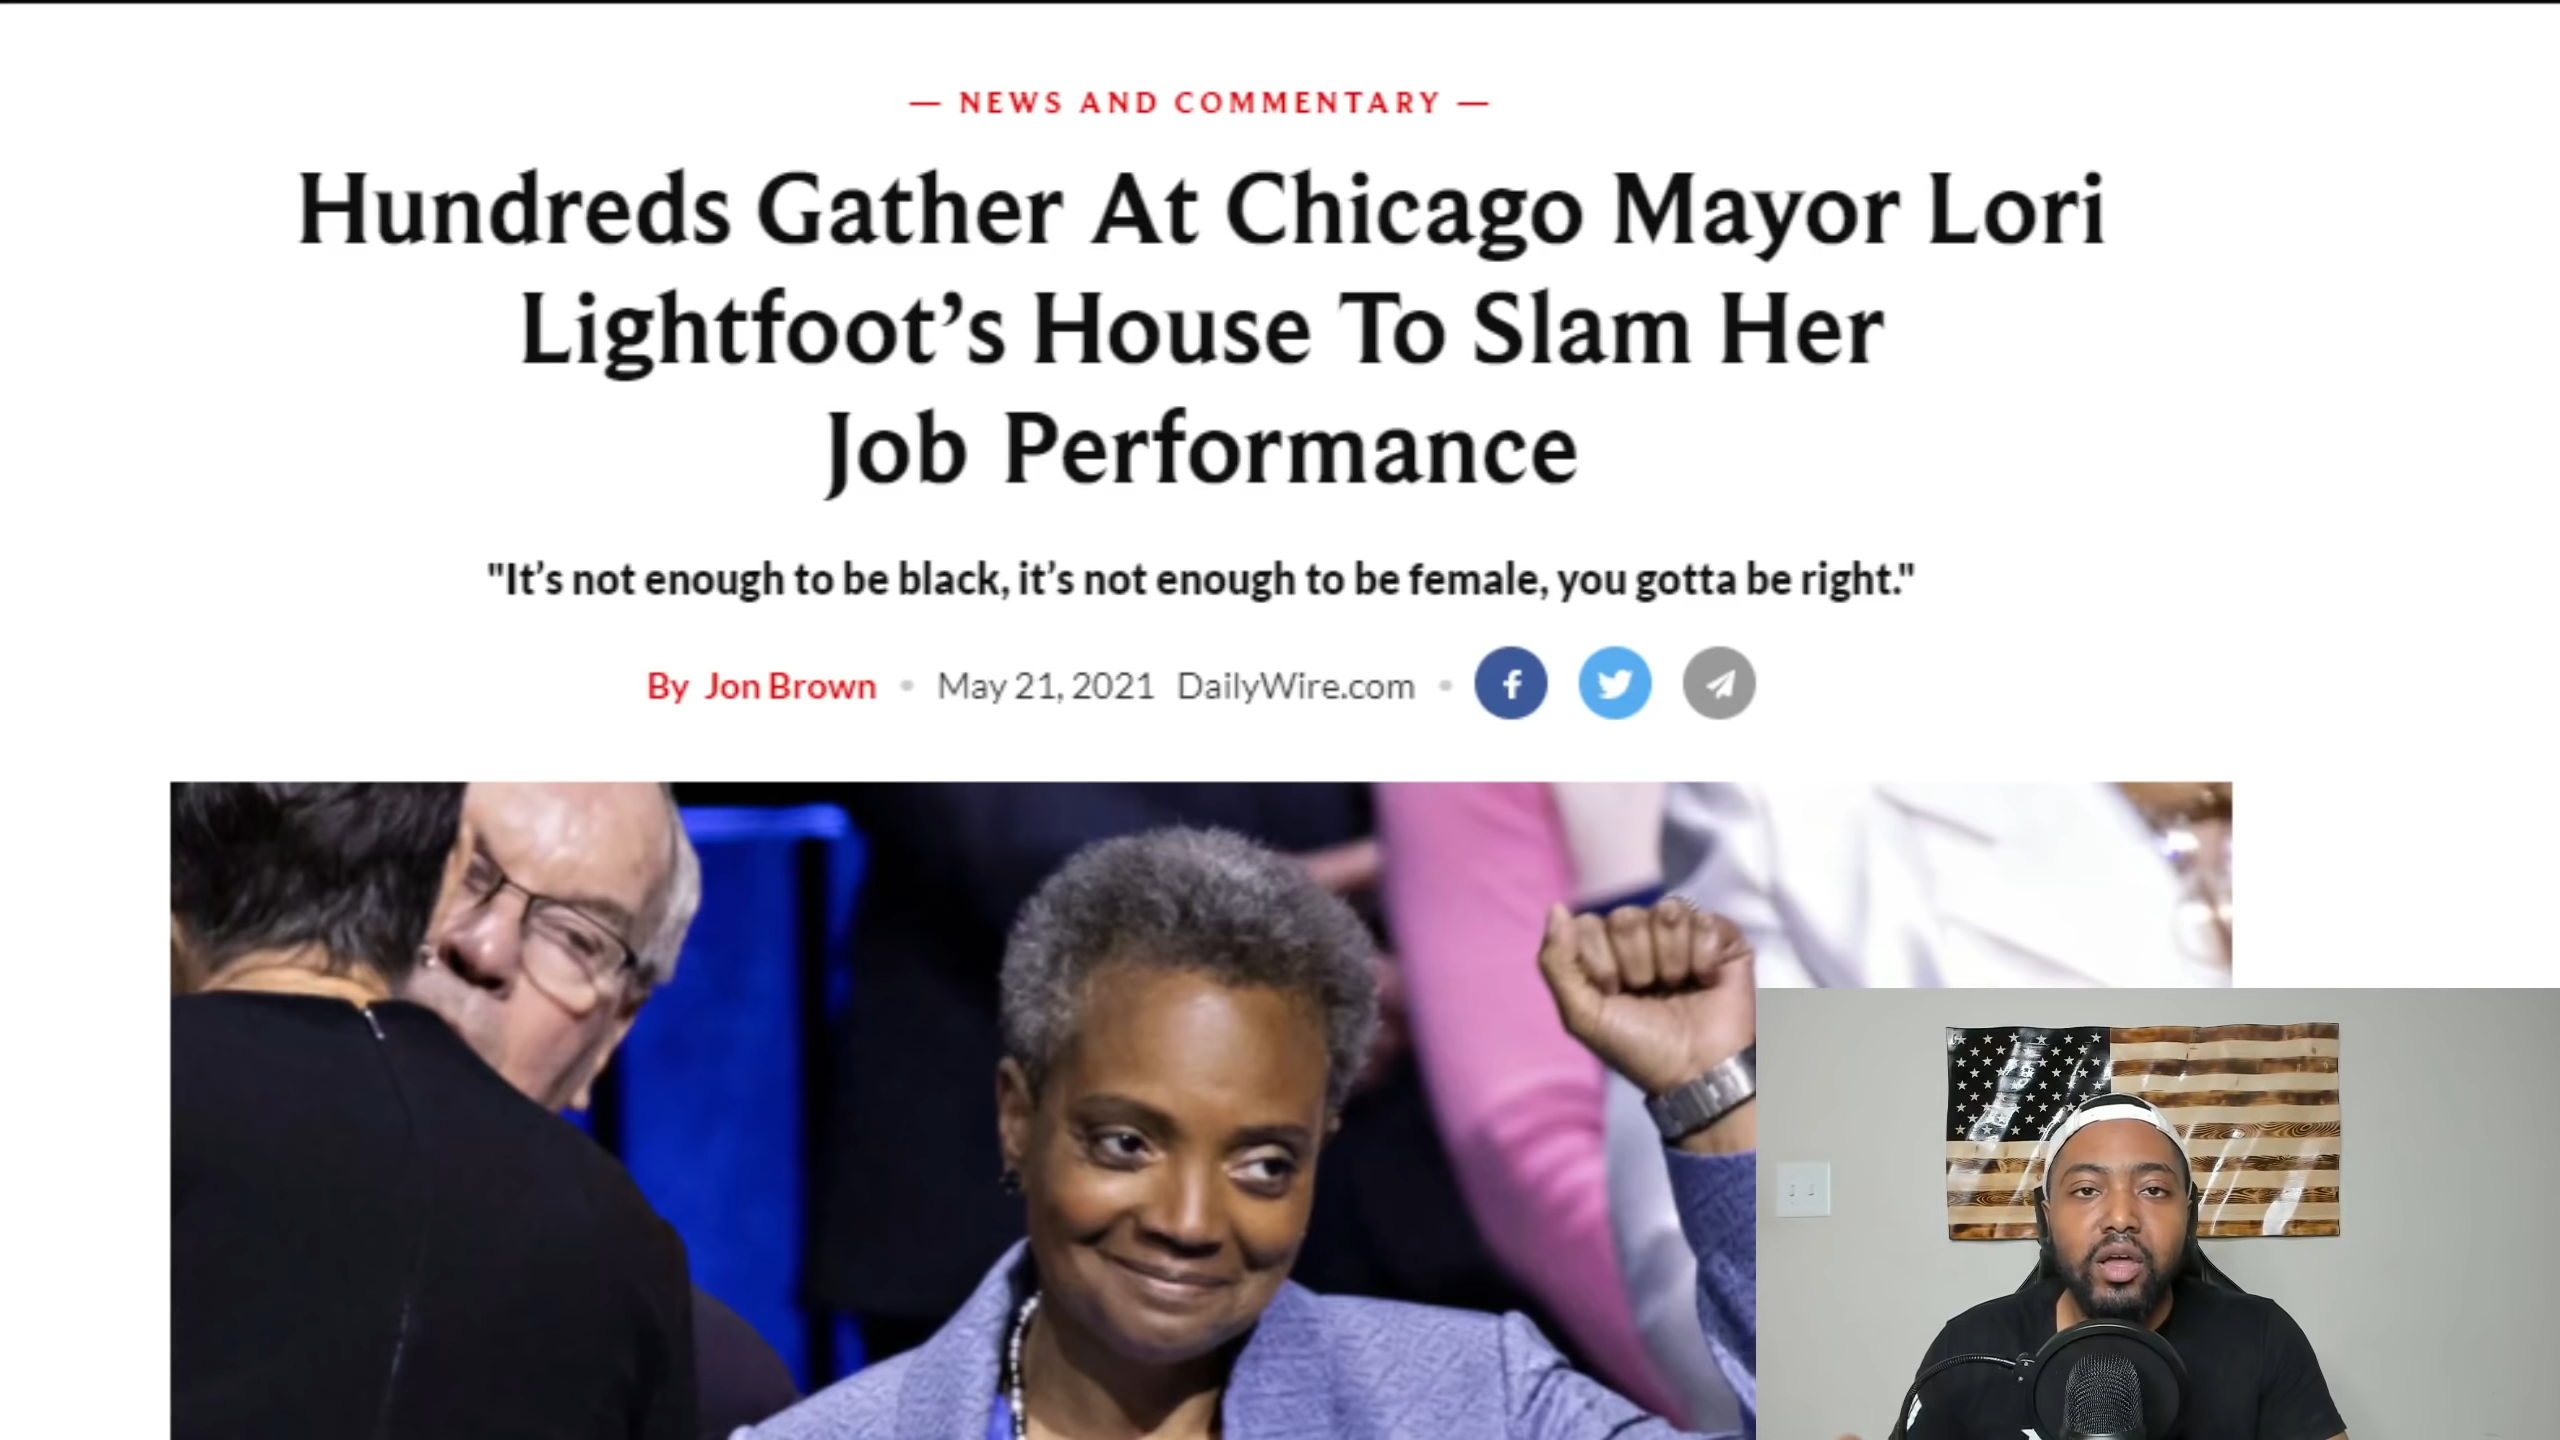 — NEWS AND COMMENTARY —
Hundreds Gather At Chicago Mayor Lori
Lightfoot’s House To Slam Her
Job Performance
"It’s not enough to be black, it’s not enough to be female, you gotta be right."
By Jon Brown • May 21, 2021 DailyWire.com •